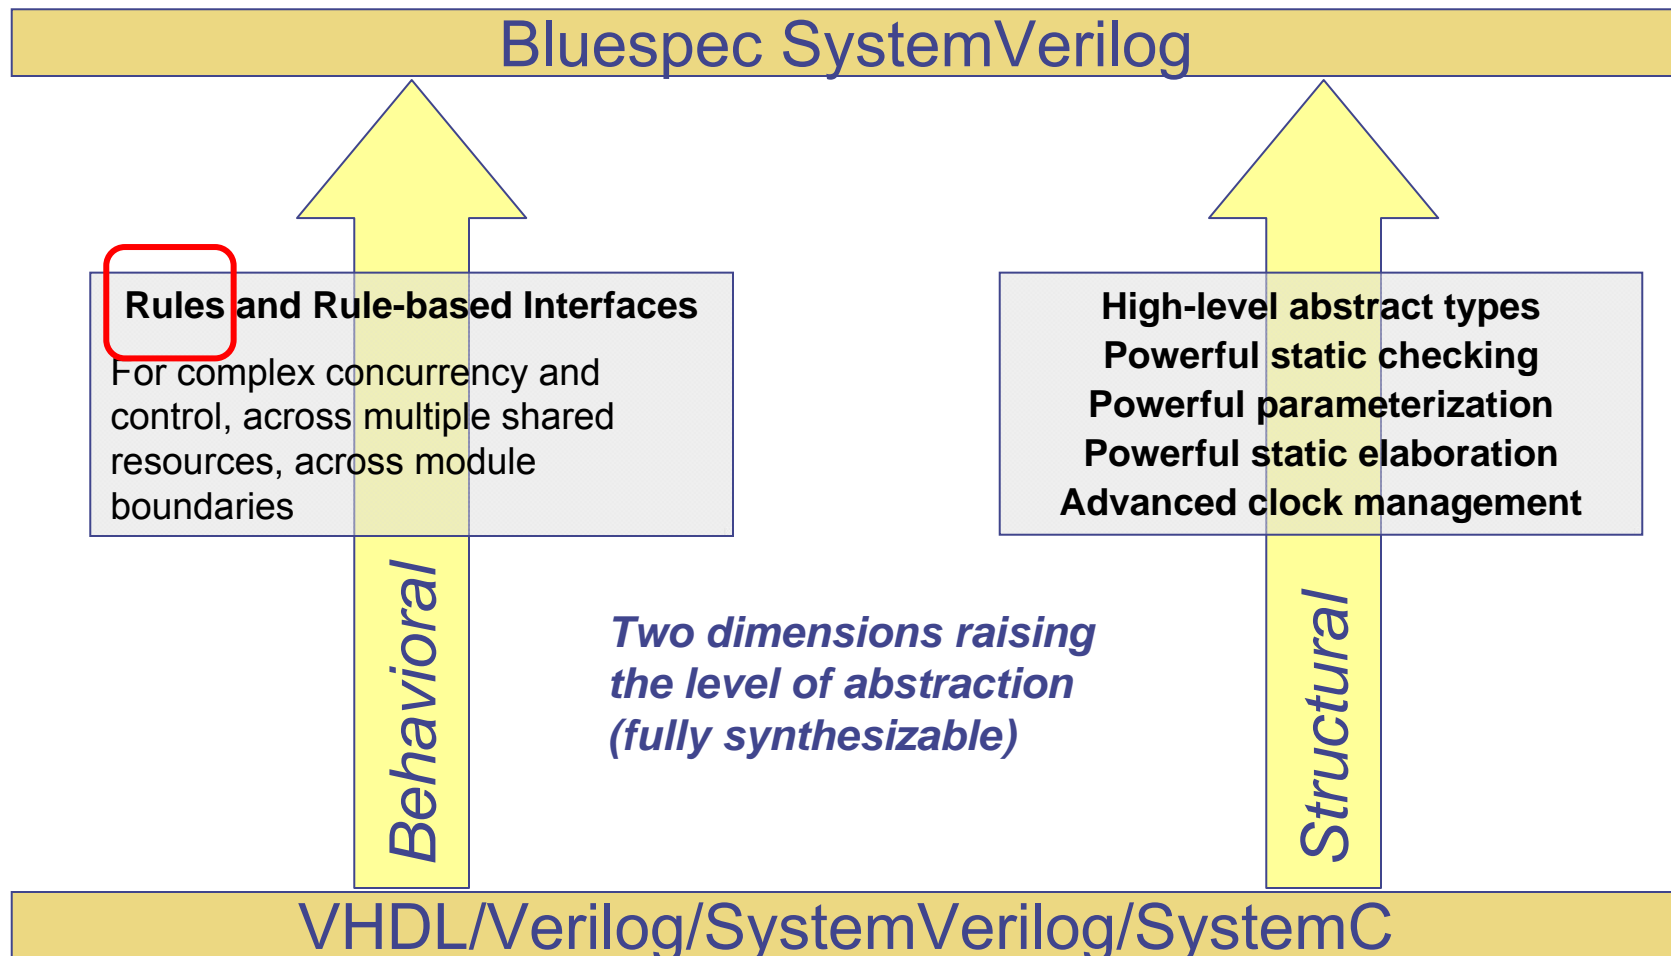 Bluespec SystemVerilog
Rules and Rule-based Interfaces
For complex concurrency and
control, across multiple shared
resources, across module
boundaries
High-level abstract types
Powerful static checking
Powerful parameterization
Powerful static elaboration
Advanced clock management
Behavioral
Two dimensions raising
the level of abstraction
(fully synthesizable)
Structural
VHDL/Verilog/SystemVerilog/SystemC